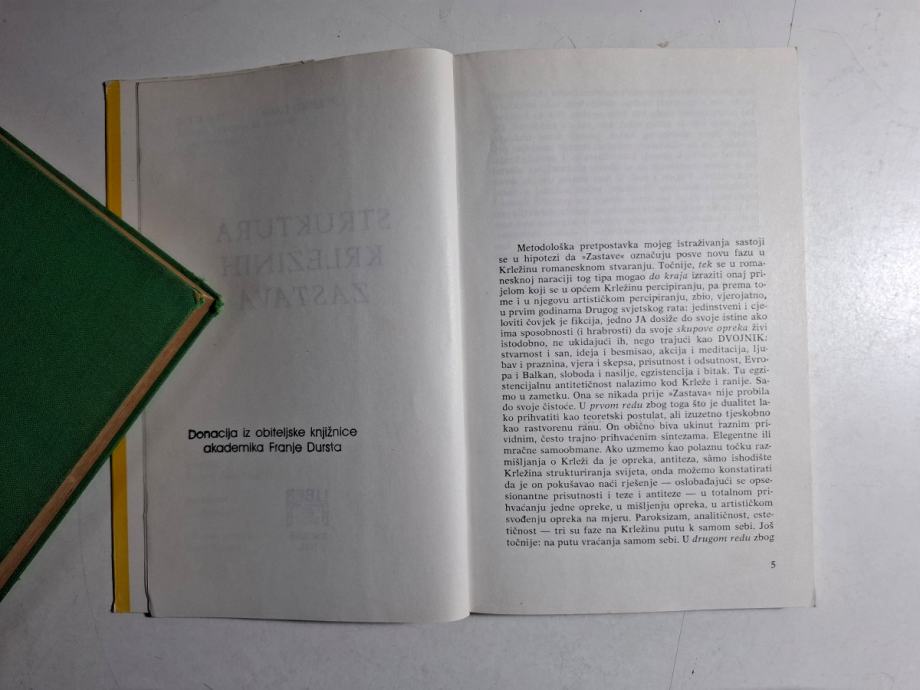 STRUKTURA
KRLEŽINIH
ZASTAVA
Donacija iz obiteljske knjižnice
akademika Franje Dursta
LIBER
Metodološka pretpostavka mojeg istraživanja sastoji
se u hipotezi da »Zastave« označuju posve novu fazu u
Krležinu romanesknom stvaranju. Točnije, tek se u roma-
nesknoj naraciji tog tipa mogao do kraja izraziti onaj pri-
jelom koji se u općem Krležinu percipiranju, pa prema to-
me i u njegovu artističkom percipiranju, zbio, vjerojatno,
u prvim godinama Drugog svjetskog rata: jedinstveni i cje-
loviti čovjek je fikcija, jedno JA dosiže do svoje istine ako
ima sposobnosti (i hrabrosti) da svoje skupove opreka živi
istodobno, ne ukidajući ih, nego trajući kao DVOJNIK:
stvarnost i san, ideja i besmisao, akcija i meditacija, lju-
bav i praznina, vjera i skepsa, prisutnost i odsutnost, Evro-
pa i Balkan, sloboda i nasilje, egzistencija i bitak. Tu egzi-
stencijalnu antitetičnost nalazimo kod Krleže i ranije. Sa-
mo u zametku. Ona se nikada prije »Zastava« nije probila
do svoje čistoće. U prvom redu zbog toga što je dualitet la-
ko prihvatiti kao teoretski postulat, ali izuzetno tjeskobno
kao rastvorenu ranu. On obično biva ukinut raznim pri-
vidnim, često trajno prihvaćenim sintezama. Elegentne ili
mračne samoobmane. Ako uzmemo kao polaznu točku raz-
mišljanja o Krleži da je opreka, antiteza, sâmo ishodište
Krležina strukturiranja svijeta, onda možemo konstatirati
da je on pokušavao naći rješenje — oslobađajući se opse-
sionantne prisutnosti i teze i antiteze — u totalnom pri-
hvaćanju jedne opreke, u mišljenju opreka, u artističkom
svođenju opreka na mjeru. Paroksizam, analitičnost, este-
tičnost — tri su faze na Krležinu putu k samom sebi. Još
točnije: na putu vraćanja samom sebi. U drugom redu zbog
5